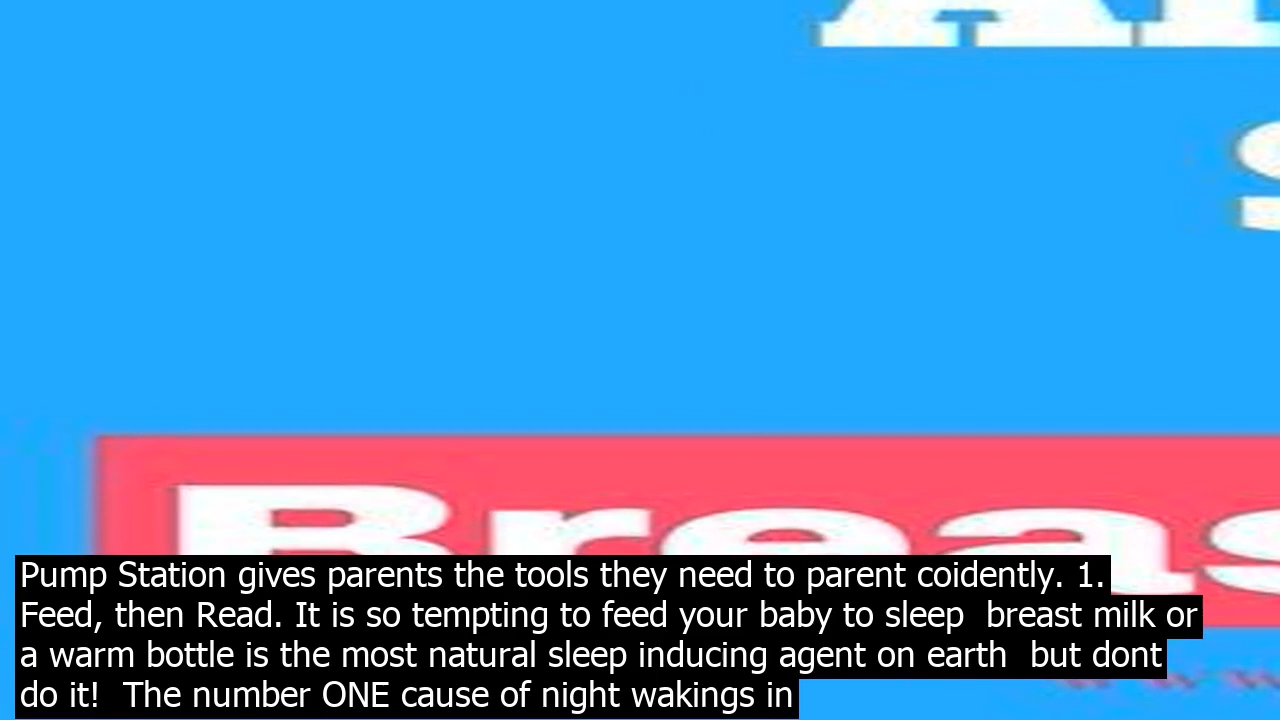 Pump Station gives parents the tools they need to parent coidently. 1.
Feed, then Read. It is so tempting to feed your baby to sleep  breast milk or
a warm bottle is the most natural sleep inducing agent on earth  but dont
do it!  The number ONE cause of night wakings in